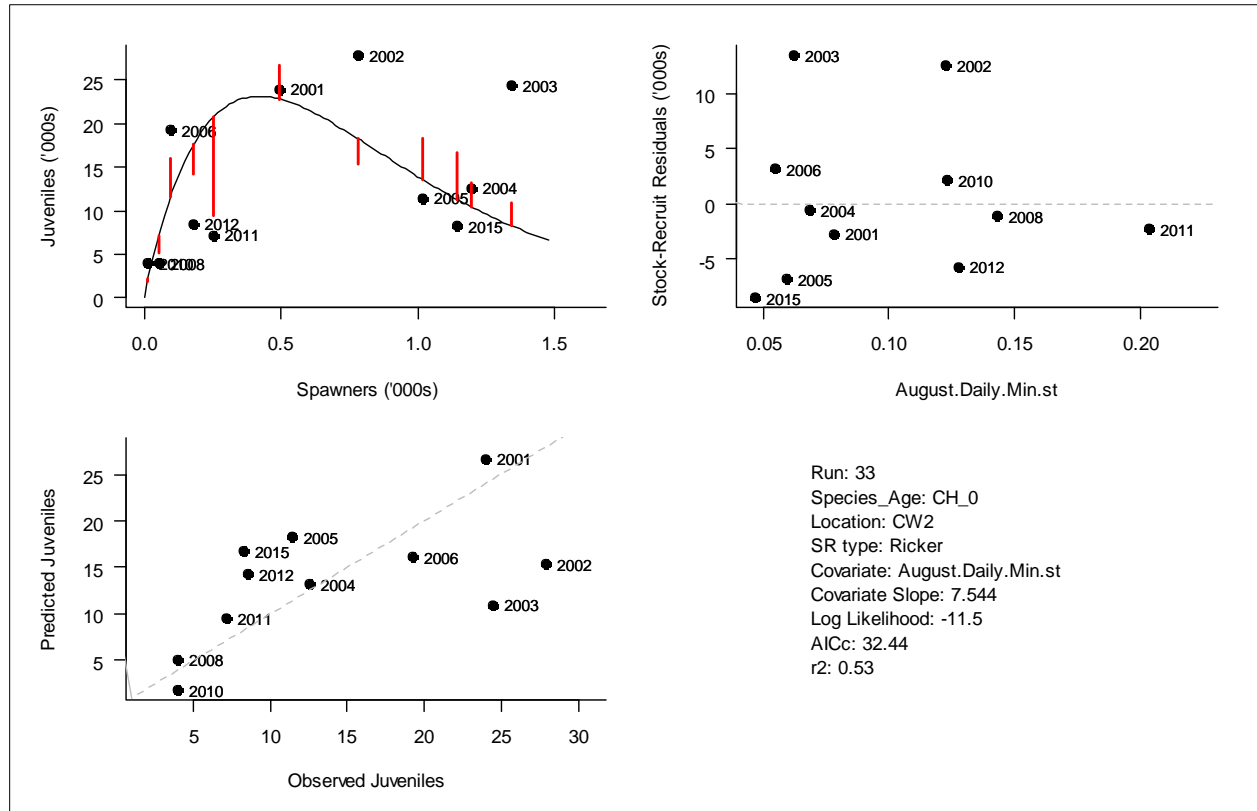 Juveniles ('000s)
25
20
15
10
5
0
2002
2001
2003
2006
2004
2005
2012
2015
2011
2010
2008
0.0 0.5 1.0 1.5
Spawners ('000s)
Stock-Recruit Residuals ('000s)
10
5
0
-5
2003
2002
2006
2010
2004
2008
2001
2011
2012
2005
2015
0.05 0.10 0.15 0.20
August.Daily.Min.st
Predicted Juveniles
25
20
15
10
5
2001
2005
2015
2006
2002
2012
2004
2003
2011
2008
2010
5 10 15 20 25 30
Observed Juveniles
Run: 33
Species_Age: CH_0
Location: CW2
SR type: Ricker
Covariate: August.Daily.Min.st
Covariate Slope: 7.544
Log Likelihood: -11.5
AICc: 32.44
r2: 0.53